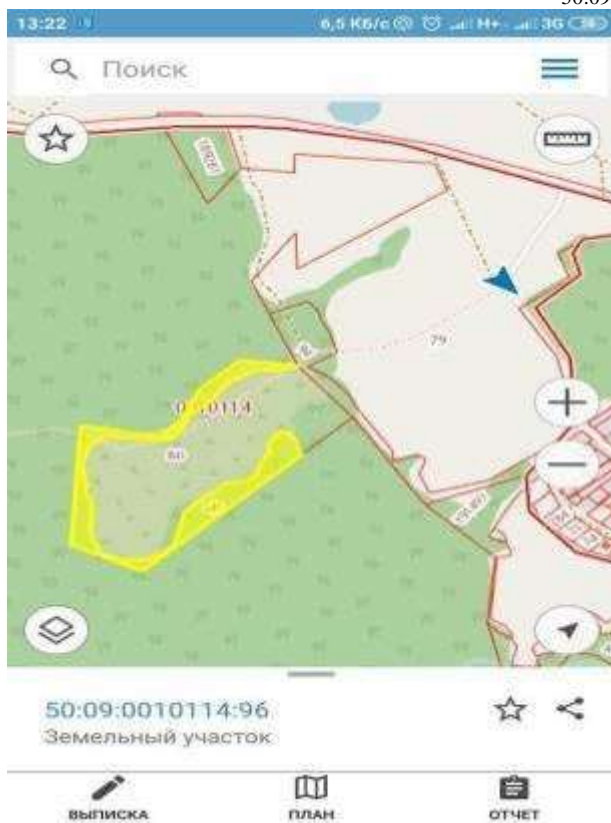 50:09
13:22
6,5 Кб/с H+ 3G
Поиск
79
0010114
50:09:0010114:96
Земельный участок
ВЫПИСКА
ПЛАН
ОТЧЕТ